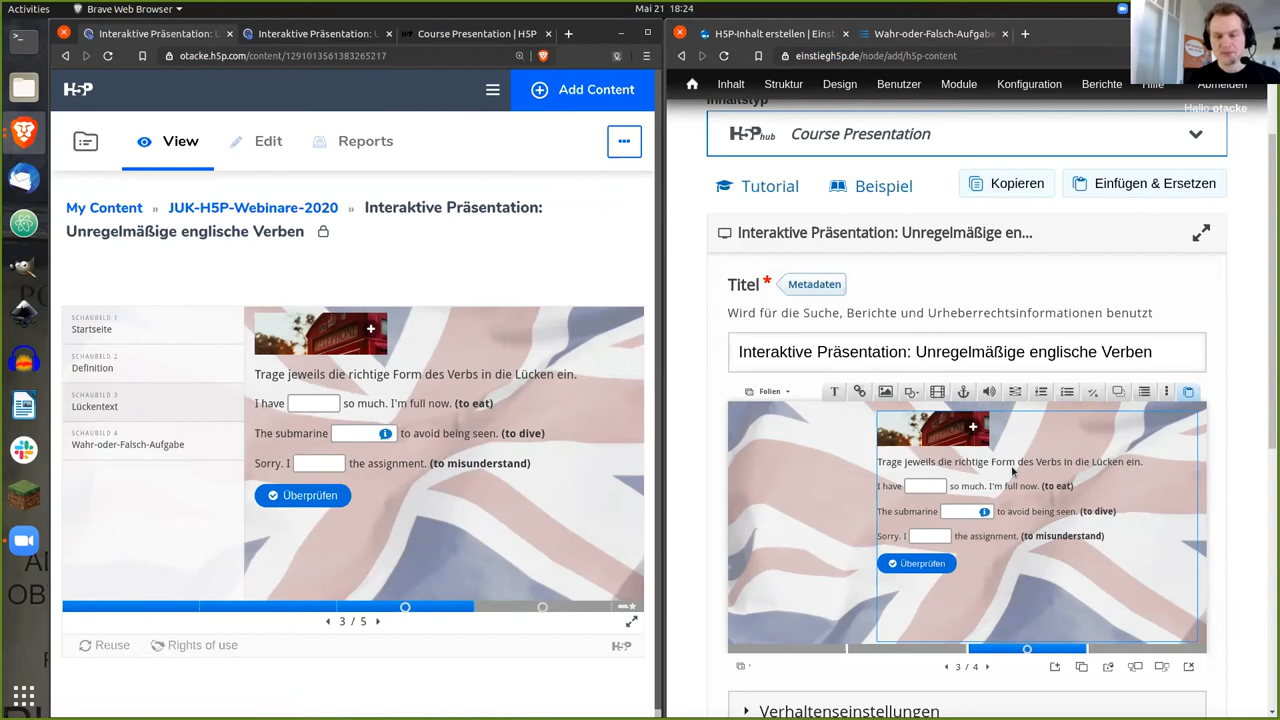 Activities
Brave Web Browser
Mai 21 18:24
Interaktive Präsentation: U
Interaktive Präsentation: U
Course Presentation | H5P
otacke.h5p.com/content/1291013561383265217
H5P
Add Content
View
Edit
Reports
My Content » JUK-H5P-Webinare-2020 » Interaktive Präsentation:
Unregelmäßige englische Verben
SCHAUBILD 1
Startseite
SCHAUBILD 2
Definition
SCHAUBILD 3
Lückentext
SCHAUBILD 4
Wahr-oder-Falsch-Aufgabe
Trage jeweils die richtige Form des Verbs in die Lücken ein.
I have so much. I'm full now. (to eat)
The submarine to avoid being seen. (to dive)
Sorry. I the assignment. (to misunderstand)
Überprüfen
3 / 5
Reuse
Rights of use
H5P
H5P-Inhalt erstellen | Einst
Wahr-oder-Falsch-Aufgabe
einstiegh5p.de/node/add/h5p-content
Inhalt
Struktur
Design
Benutzer
Module
Konfiguration
Berichte
Hilfe
Abmelden
Hallo otacke
Inhaltstyp
H5P hub Course Presentation
Tutorial
Beispiel
Kopieren
Einfügen & Ersetzen
Interaktive Präsentation: Unregelmäßige en...
Titel *
Metadaten
Wird für die Suche, Berichte und Urheberrechtsinformationen benutzt
Interaktive Präsentation: Unregelmäßige englische Verben
Folien
T
Trage jeweils die richtige Form des Verbs in die Lücken ein.
I have so much. I'm full now. (to eat)
The submarine to avoid being seen. (to dive)
Sorry. I the assignment. (to misunderstand)
Überprüfen
3 / 4
Verhaltenseinstellungen